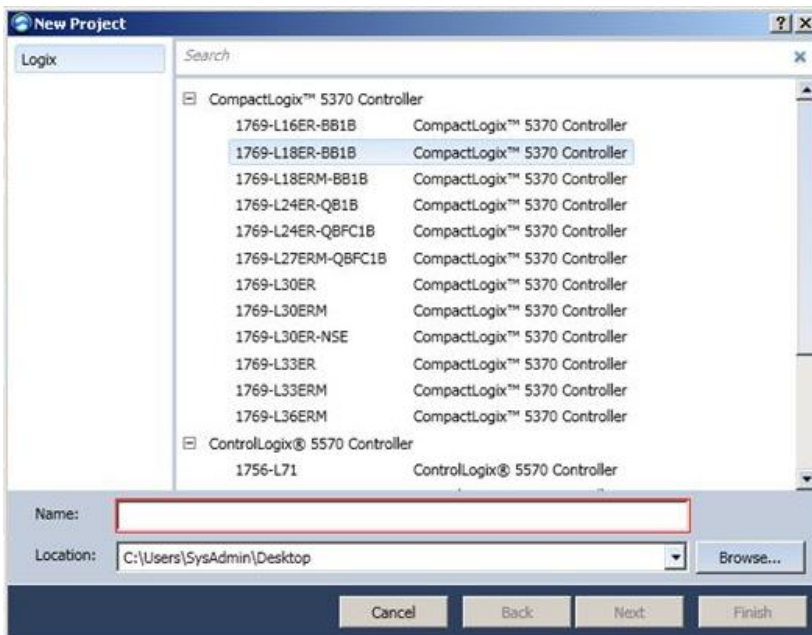 New Project
Logix
Search
CompactLogix™ 5370 Controller
1769-L16ER-BB1B CompactLogix™ 5370 Controller
1769-L18ER-BB1B CompactLogix™ 5370 Controller
1769-L18ERM-BB1B CompactLogix™ 5370 Controller
1769-L24ER-QB1B CompactLogix™ 5370 Controller
1769-L24ER-QBFC1B CompactLogix™ 5370 Controller
1769-L27ERM-QBFC1B CompactLogix™ 5370 Controller
1769-L30ER CompactLogix™ 5370 Controller
1769-L30ERM CompactLogix™ 5370 Controller
1769-L30ER-NSE CompactLogix™ 5370 Controller
1769-L33ER CompactLogix™ 5370 Controller
1769-L33ERM CompactLogix™ 5370 Controller
1769-L36ERM CompactLogix™ 5370 Controller
ControlLogix® 5570 Controller
1756-L71 ControlLogix® 5570 Controller
Name:
Location: C:\Users\SysAdmin\Desktop Browse...
Cancel Back Next Finish